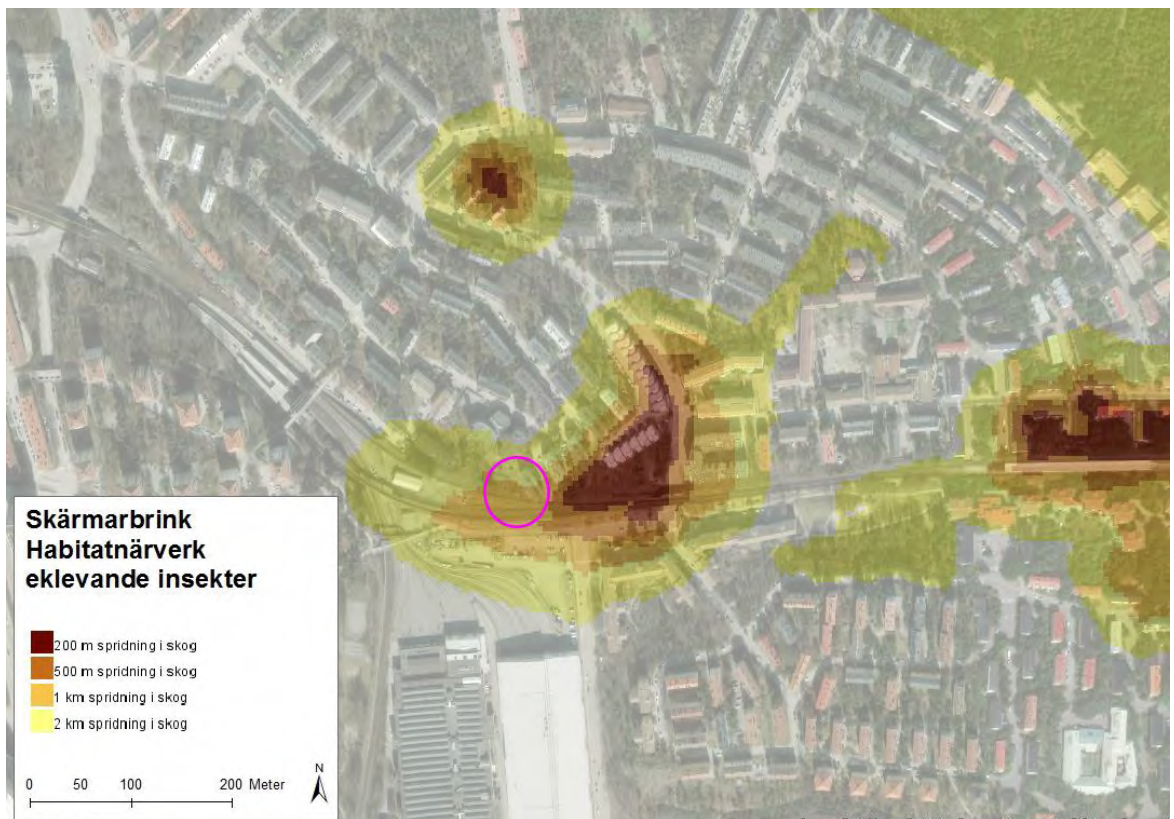 Skärmarbrink
Habitatnärverk
eklevande insekter
200 m spridning i skog
500 m spridning i skog
1 km spridning i skog
2 km spridning i skog
0 50 100 200 Meter
N